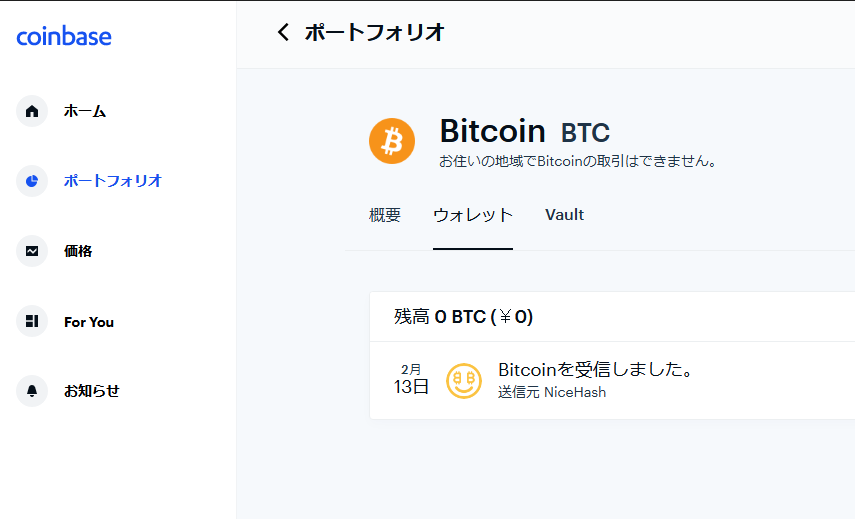 coinbase
ポートフォリオ
ホーム
ポートフォリオ
価格
For You
お知らせ
Bitcoin BTC
お住いの地域でBitcoinの取引はできません。
概要 ウォレット Vault
残高 0 BTC (¥0)
2月
13日
Bitcoinを受信しました。
送信元 NiceHash